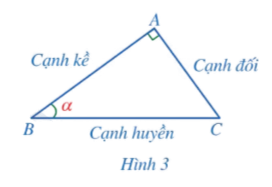 A
Cạnh kề
Cạnh đối
α
B
Cạnh huyền
C
Hình 3